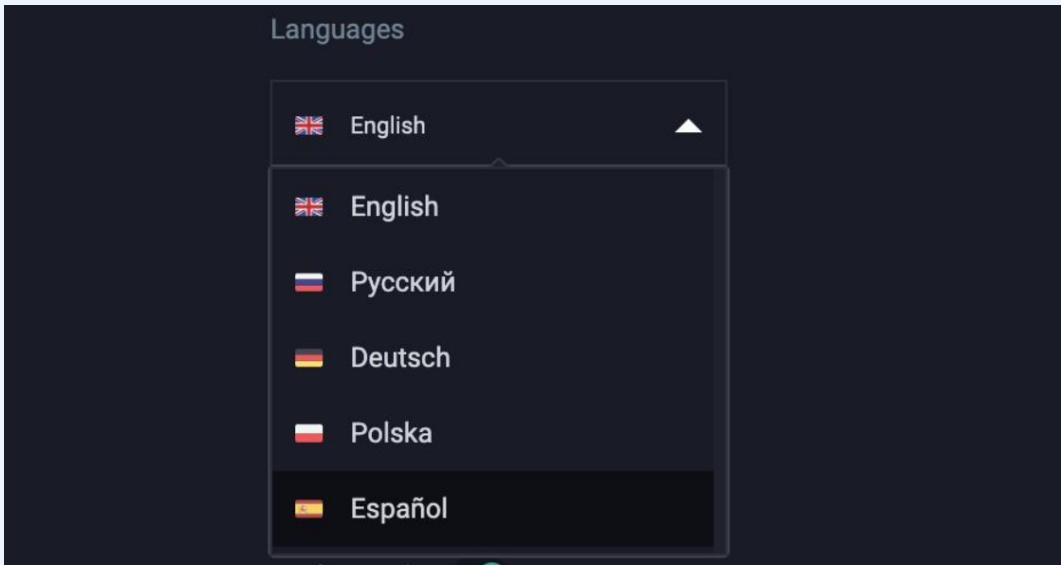 Languages
English
English
Русский
Deutsch
Polska
Español